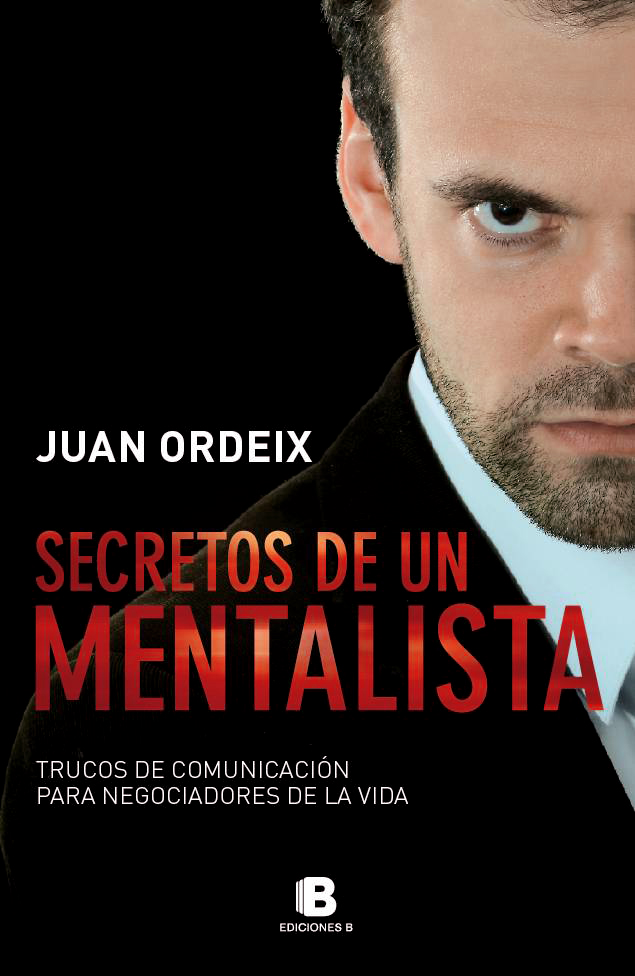 JUAN ORDEIX
SECRETOS DE UN
MENTALISTA
TRUCOS DE COMUNICACIÓN
PARA NEGOCIADORES DE LA VIDA
B
EDICIONES B